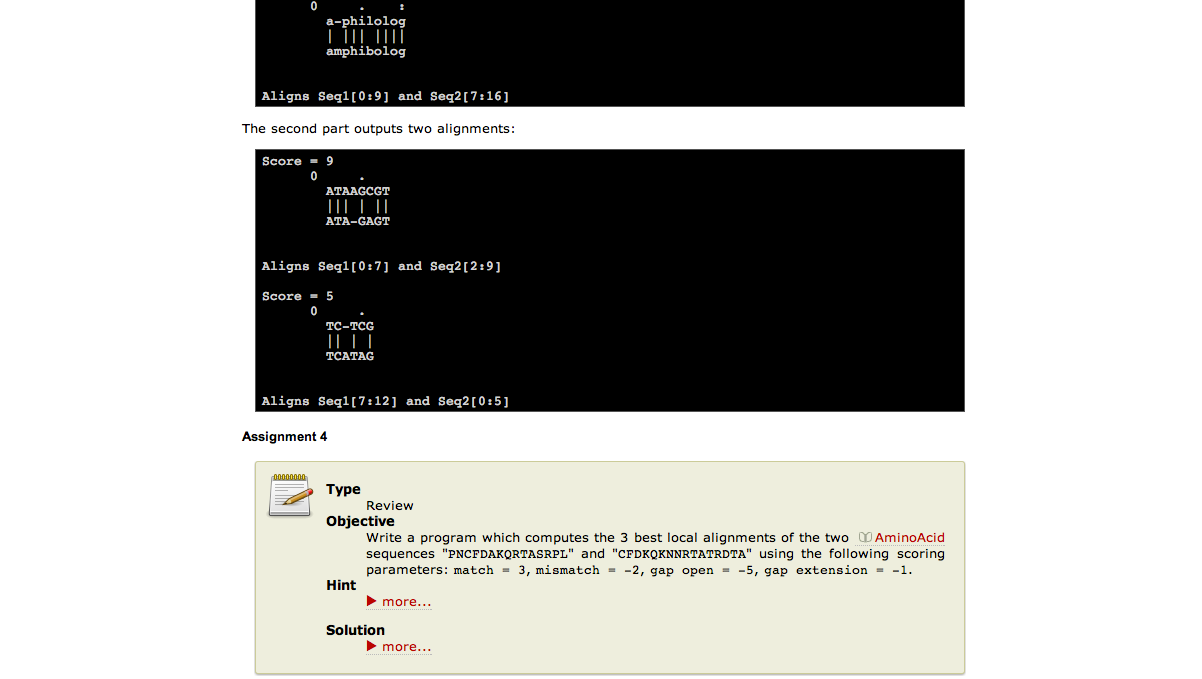 0 . :
a-philolog
| ||| ||||
amphibolog
Aligns Seq1[0:9] and Seq2[7:16]
The second part outputs two alignments:
Score = 9
0 .
ATAAGCGT
||| | ||
ATA-GAGT
Aligns Seq1[0:7] and Seq2[2:9]
Score = 5
0 .
TC-TCG
|| | |
TCATAG
Aligns Seq1[7:12] and Seq2[0:5]
Assignment 4
Type
Review
Objective
Write a program which computes the 3 best local alignments of the two AminoAcid
sequences "PNCFDAKQRTASRPL" and "CFDKQKNNRTATRDTA" using the following scoring
parameters: match = 3, mismatch = -2, gap open = -5, gap extension = -1.
Hint
more...
Solution
more...